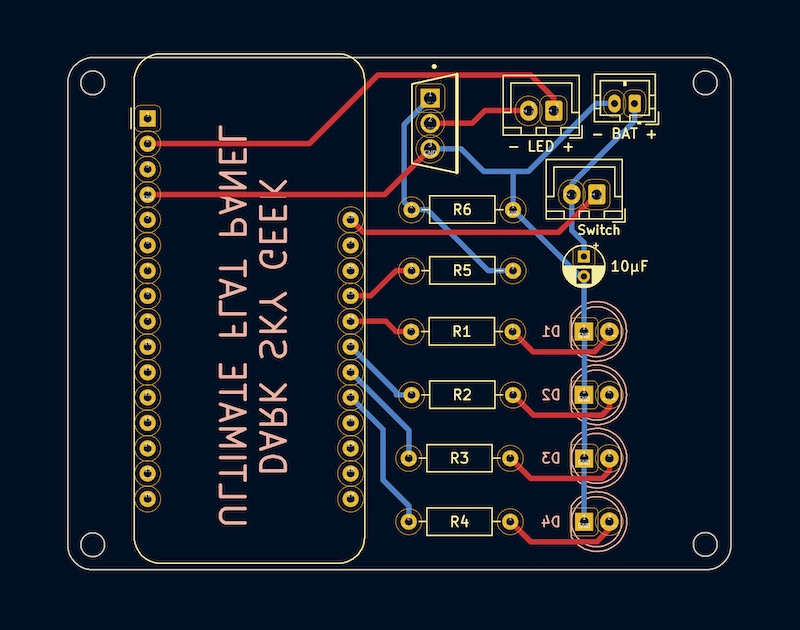 ULTIMATE FLAT PANEL
DARK SKY GEEK
- LED +
- BAT +
Switch
+
10µF
R6
R5
R1
D1
R2
D2
R3
D3
R4
D4